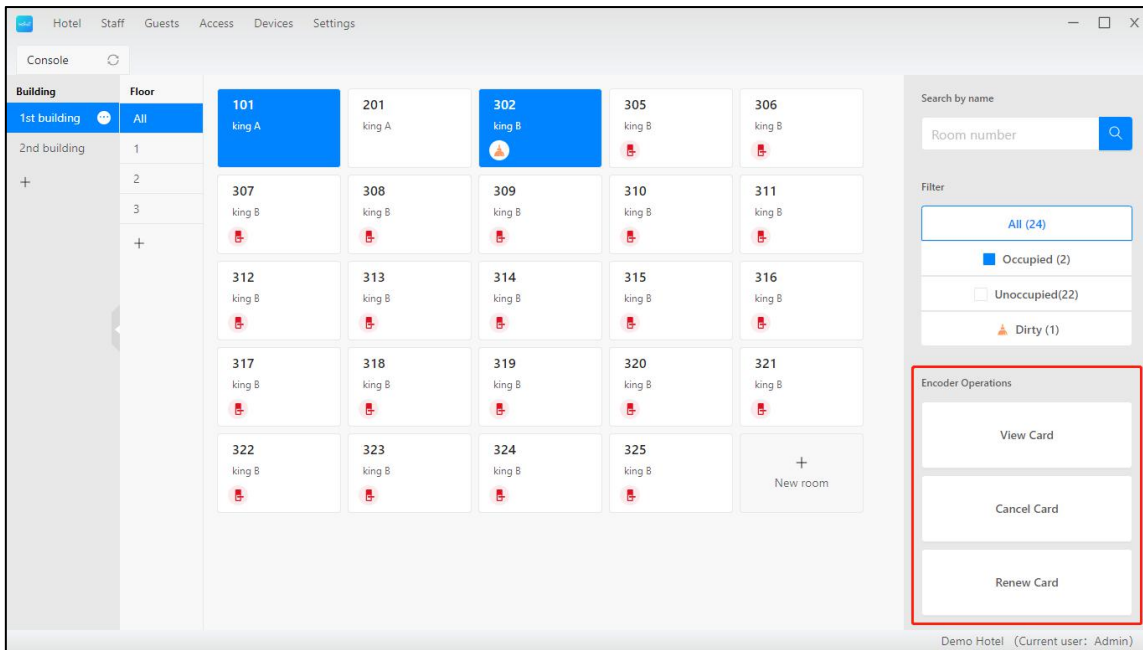 Hotel Staff Guests Access Devices Settings
Console
Building
1st building
2nd building
+
Floor
All
1
2
3
+
101
king A
201
king A
302
king B
305
king B
306
king B
307
king B
308
king B
309
king B
310
king B
311
king B
312
king B
313
king B
314
king B
315
king B
316
king B
317
king B
318
king B
319
king B
320
king B
321
king B
322
king B
323
king B
324
king B
325
king B
+
New room
Search by name
Room number
Filter
All (24)
Occupied (2)
Unoccupied(22)
Dirty (1)
Encoder Operations
View Card
Cancel Card
Renew Card
Demo Hotel (Current user: Admin)